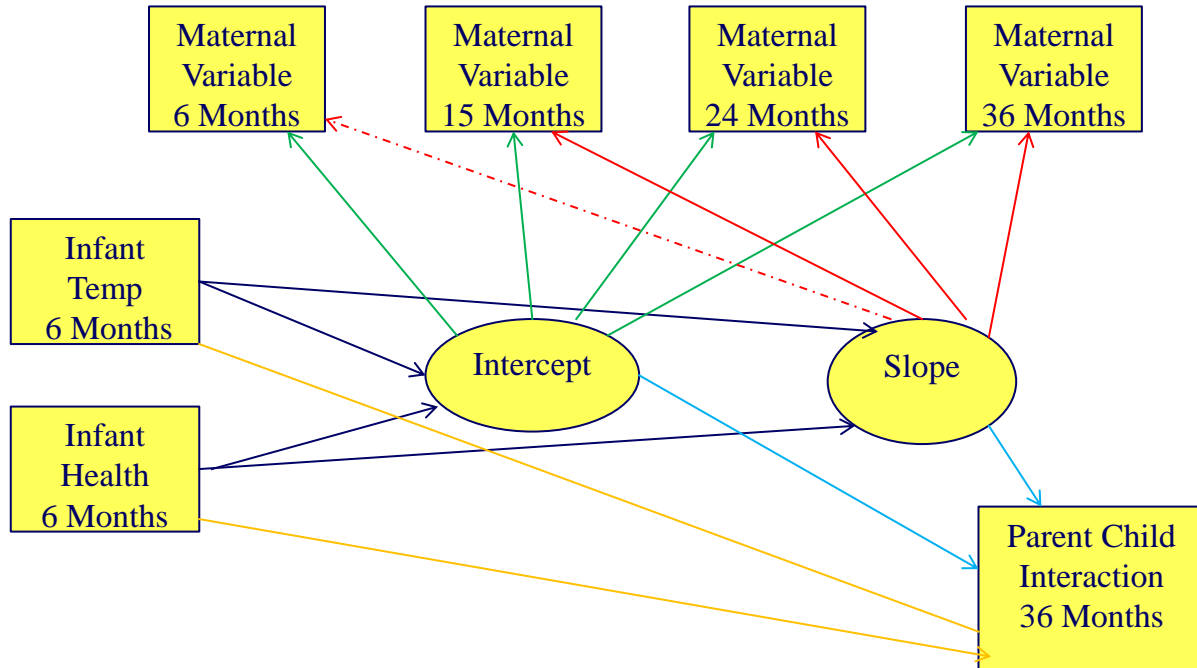 Maternal
Variable
6 Months
Maternal
Variable
15 Months
Maternal
Variable
24 Months
Maternal
Variable
36 Months
Infant
Temp
6 Months
Intercept
Slope
Infant
Health
6 Months
Parent Child
Interaction
36 Months